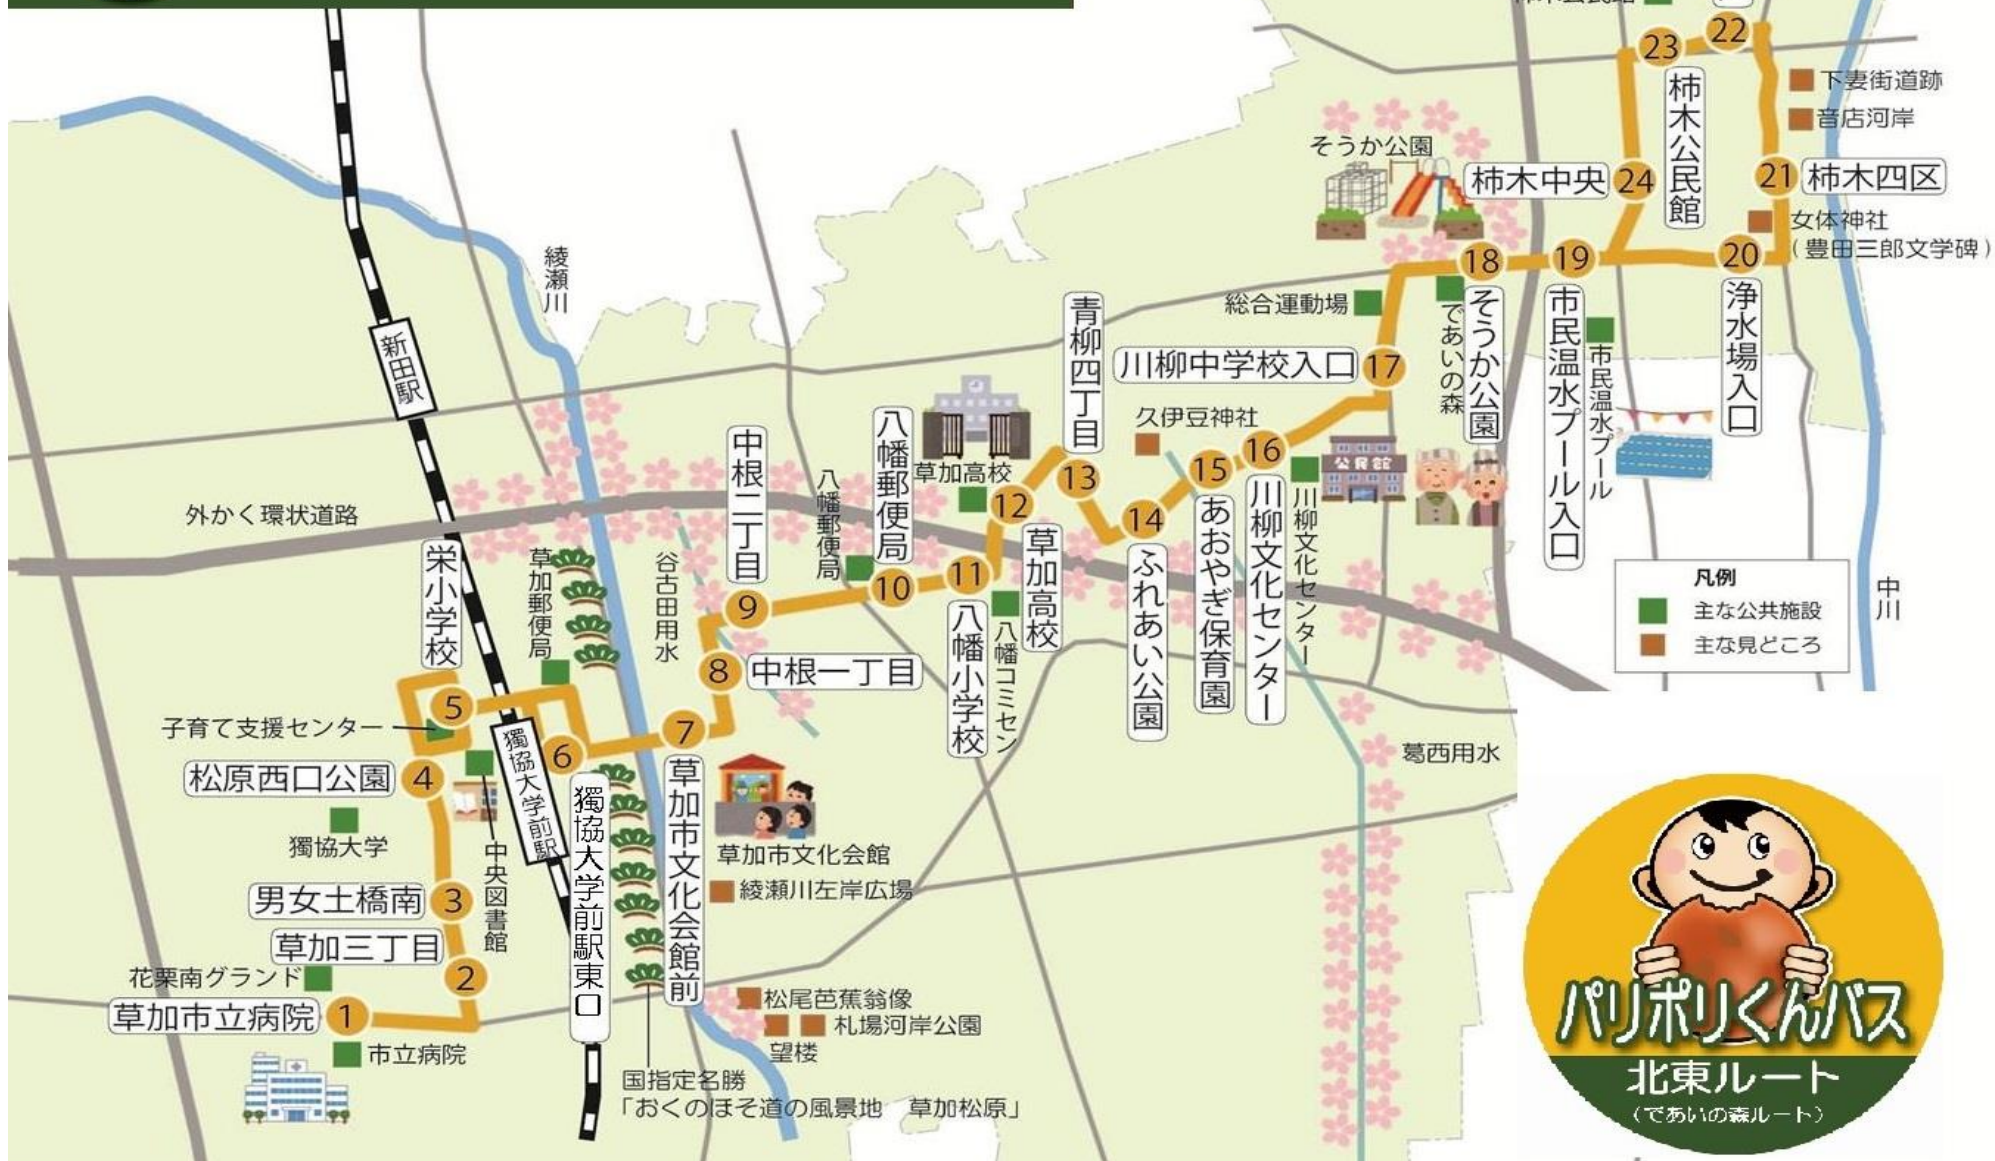 23
22
柿木公民館
下妻街道跡
音店河岸
そうか公園
柿木中央
24
21
柿木四区
女体神社
(豊田三郎文学碑)
18
19
20
そうか公園
市民温水プール入口
浄水場入口
であいの森
市民温水プール
総合運動場
綾瀬川
新田駅
青柳四丁目
川柳中学校入口
17
久伊豆神社
16
15
公民館
川柳文化センター
川柳文化センター
あおやぎ保育園
14
ふれあい公園
13
12
草加高校
草加高校
八幡郵便局
八幡郵便局
中根二丁目
外かく環状道路
11
10
八幡小学校
八幡コミセン
9
8
中根一丁目
谷古田用水
草加郵便局
栄小学校
凡例
主な公共施設
主な見どころ
中川
葛西用水
5
子育て支援センター
6
7
獨協大学前駅
獨協大学前駅東口
草加市文化会館前
草加市文化会館
綾瀬川左岸広場
松原西口公園
4
獨協大学
中央図書館
男女土橋南
3
草加三丁目
2
花栗南グランド
草加市立病院
1
市立病院
松尾芭蕉翁像
札場河岸公園
望楼
国指定名勝
「おくのほそ道の風景地 草加松原」
パリポリくんバス
北東ルート
(であいの森ルート)